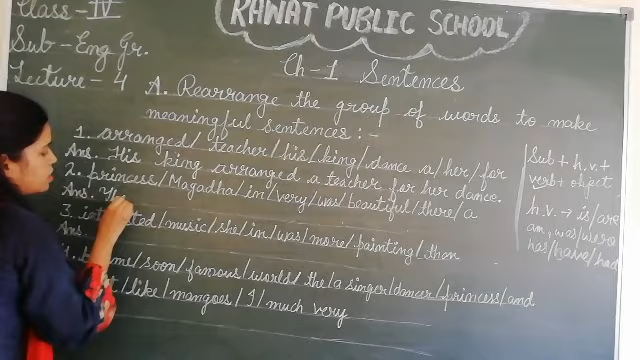 Class - IV
RAWAT PUBLIC SCHOOL
Sub - Eng Gr.
Lecture - 4
Ch-1 Sentences
A. Rearrange the group of words to make
meaningful sentences :-
1. arranged/ teacher/his/king/dance a/her/for
Ans. His king arranged a teacher for her dance.
2. princess/Magadha/in/very/was/beautiful/there/a
Ans.
3. /music/she/in/was/more/painting/than
Ans.
/soon/famous/world/ the/a singer/dancer/princess/and
/like/mangoes/I/much very
Sub + h.v.+
verb + object
h.v. → is/are
am, was/were
has/have/had